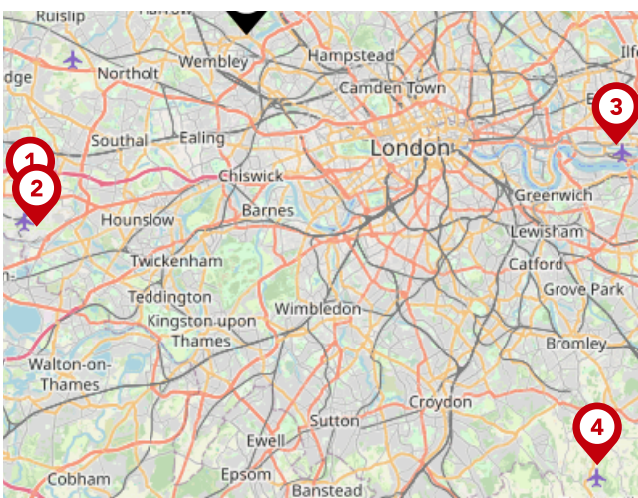 Ruislip
Wembley
Hampstead
dge
Northolt
Camden Town
3
Southal
Ealing
London
1
Chiswick
2
Greenwich
Hounslow
Barnes
Lewisham
Twickenham
Catford
Teddington
Grove Park
Kingston upon
Thames
Wimbledon
Walton-on-
Thames
Bromley
Croydon
Sutton
4
Ewell
Cobham
Epsom
Banstead